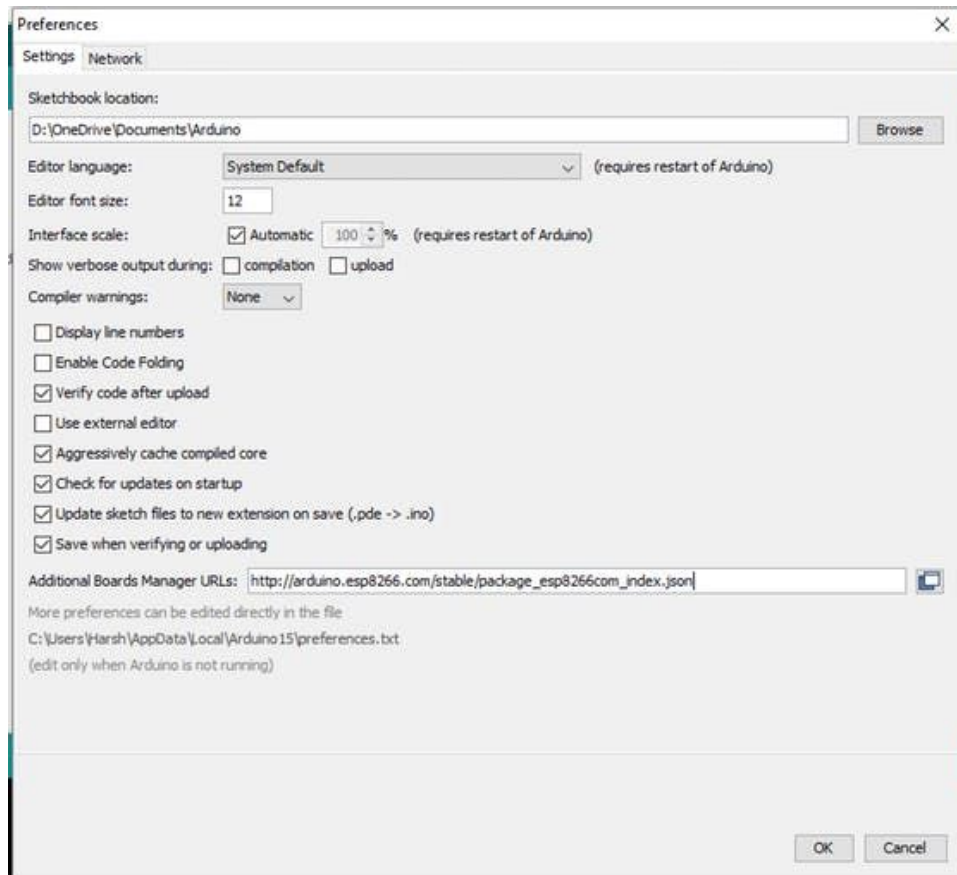 Preferences
Settings Network
Sketchbook location:
D:\OneDrive\Documents\Arduino Browse
Editor language: System Default (requires restart of Arduino)
Editor font size: 12
Interface scale: Automatic 100 % (requires restart of Arduino)
Show verbose output during: compilation upload
Compiler warnings: None
Display line numbers
Enable Code Folding
Verify code after upload
Use external editor
Aggressively cache compiled core
Check for updates on startup
Update sketch files to new extension on save (.pde -> .ino)
Save when verifying or uploading
Additional Boards Manager URLs: http://arduino.esp8266.com/stable/package_esp8266com_index.json
More preferences can be edited directly in the file
C:\Users\Harsh\AppData\Local\Arduino15\preferences.txt
(edit only when Arduino is not running)
OK Cancel